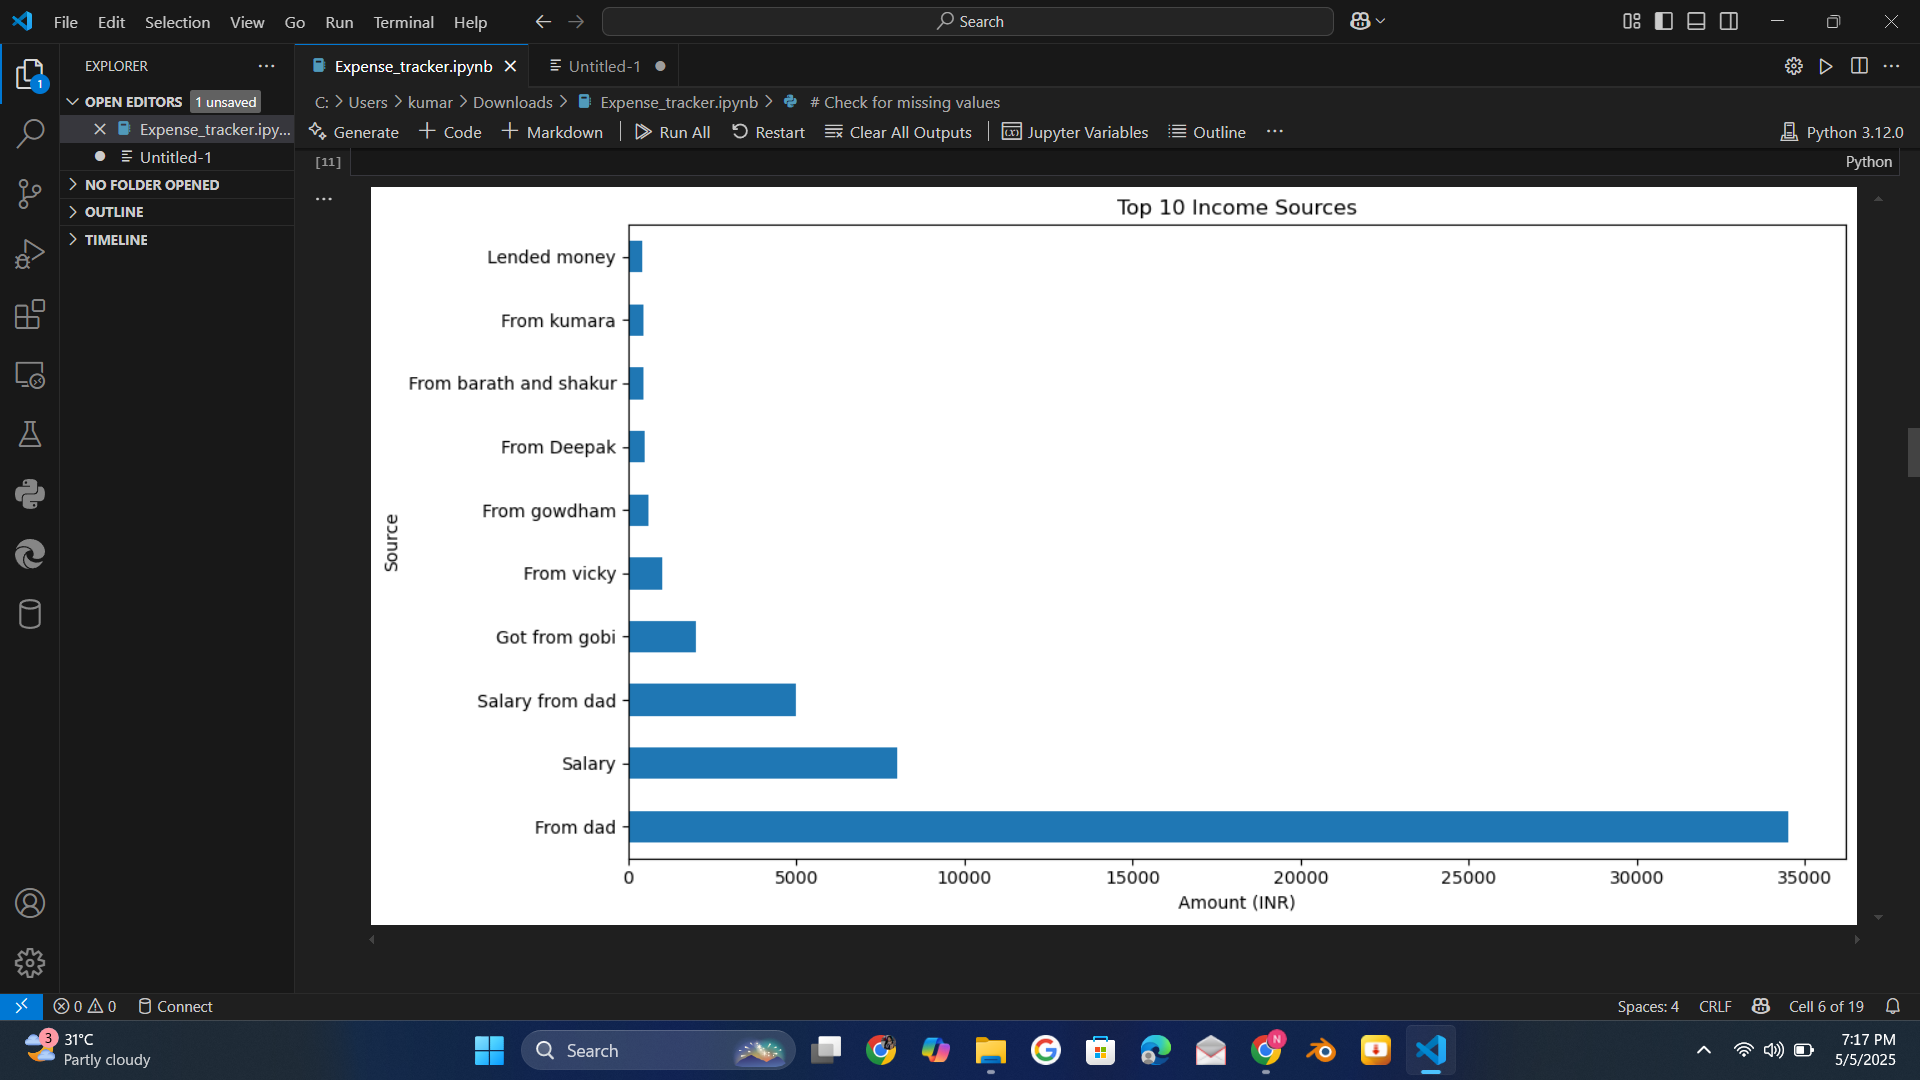 File Edit Selection View Go Run Terminal Help
Search
EXPLORER
OPEN EDITORS 1 unsaved
Expense_tracker.ipy...
Untitled-1
NO FOLDER OPENED
OUTLINE
TIMELINE
1
Expense_tracker.ipynb
Untitled-1
C: > Users > kumar > Downloads > Expense_tracker.ipynb > # Check for missing values
Generate + Code + Markdown Run All Restart Clear All Outputs Jupyter Variables Outline ...
Python 3.12.0
[11]
Python
Top 10 Income Sources
Lended money
From kumara
From barath and shakur
From Deepak
From gowdham
From vicky
Got from gobi
Salary from dad
Salary
From dad
Source
0 5000 10000 15000 20000 25000 30000 35000
Amount (INR)
0 0 Connect
Spaces: 4 CRLF Cell 6 of 19
3
31°C
Partly cloudy
Search
N
7:17 PM
5/5/2025